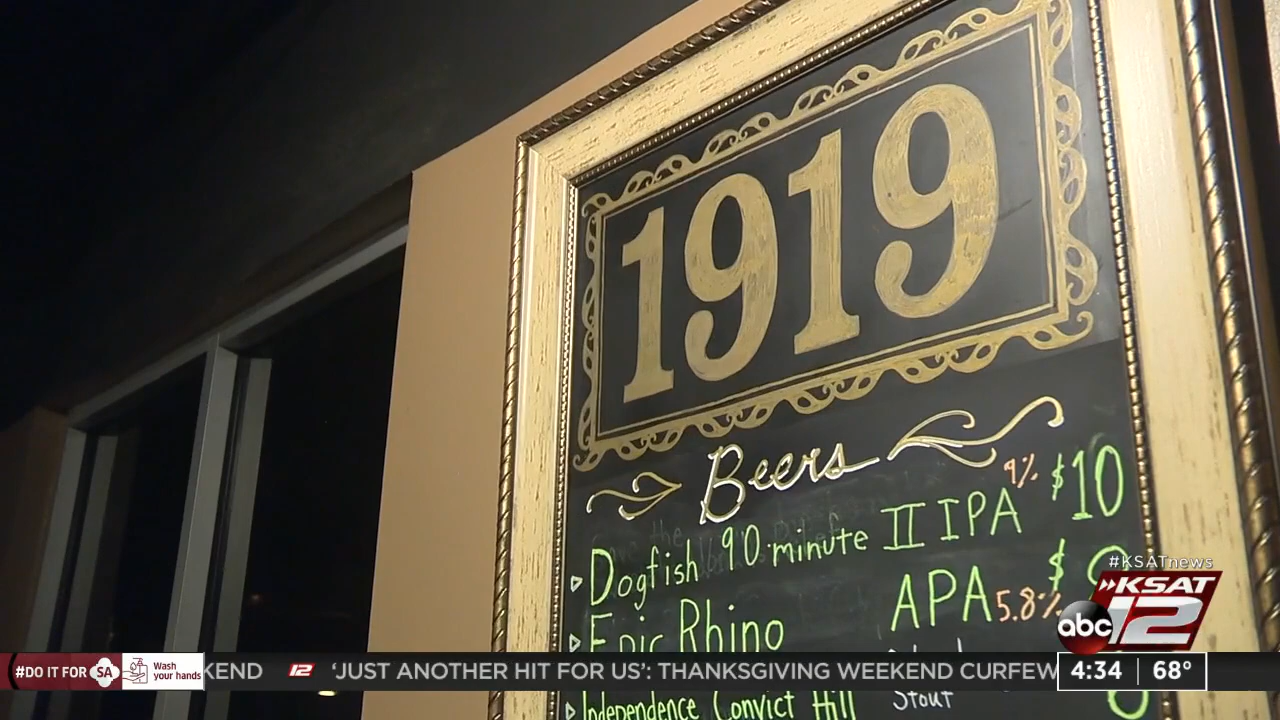 1919
Beers
Dogfish 90 minute II IPA 9% $10
Epic Rhino APA 5.8% $
Independence Convict Hill Stout
#KSATnews
KSAT
abc 12
#DO IT FOR SA Wash your hands KEND 12 'JUST ANOTHER HIT FOR US': THANKSGIVING WEEKEND CURFEW 4:34 68°